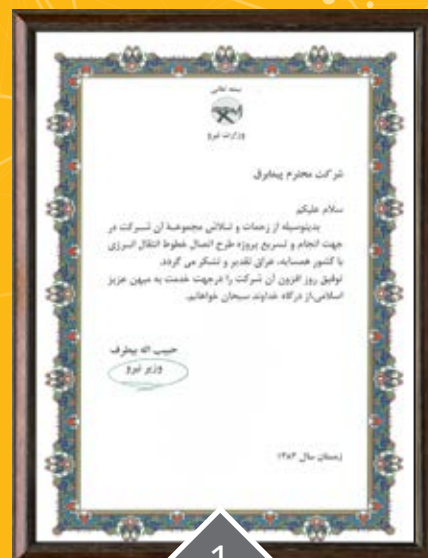 بسمه تعالی
وزارت نیرو
شرکت محترم پیمابرق
سلام علیکم
بدینوسیله از زحمات و تلاش مجموعهٔ آن شرکت در
جهت انجام و تسریع پروژه طرح اتصال خطوط انتقال انرژی
با کشور همسایه، عراق تقدیر و تشکر می گردد.
توفیق روز افزون آن شرکت را درجهت خدمت به میهن عزیز
اسلامی،از درگاه خداوند سبحان خواهانم.
حبیب اله بیطرف
وزیر نیرو
زمستان سال ۱۳۸۳
1